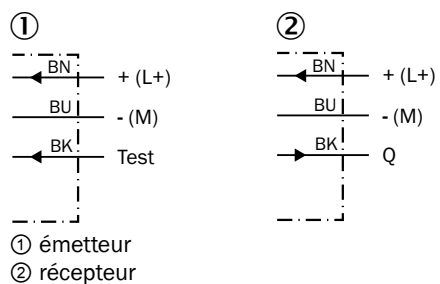 ① ②
BN + (L+) BN + (L+)
BU - (M) BU - (M)
BK Test BK Q
① émetteur
② récepteur